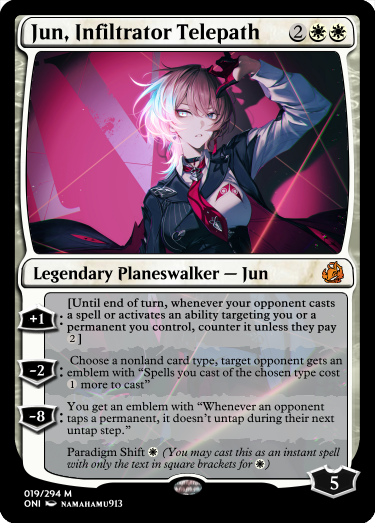 Jun, Infiltrator Telepath 2
Legendary Planeswalker — Jun
+1: [Until end of turn, whenever your opponent casts
a spell or activates an ability targeting you or a
permanent you control, counter it unless they pay
2 ]
-2: Choose a nonland card type, target opponent gets an
emblem with “Spells you cast of the chosen type cost
1 more to cast”
-8: You get an emblem with “Whenever an opponent
taps a permanent, it doesn't untap during their next
untap step.”
Paradigm Shift (You may cast this as an instant spell
with only the text in square brackets for )
5
019/294 M
ONI NAMAHAMU913